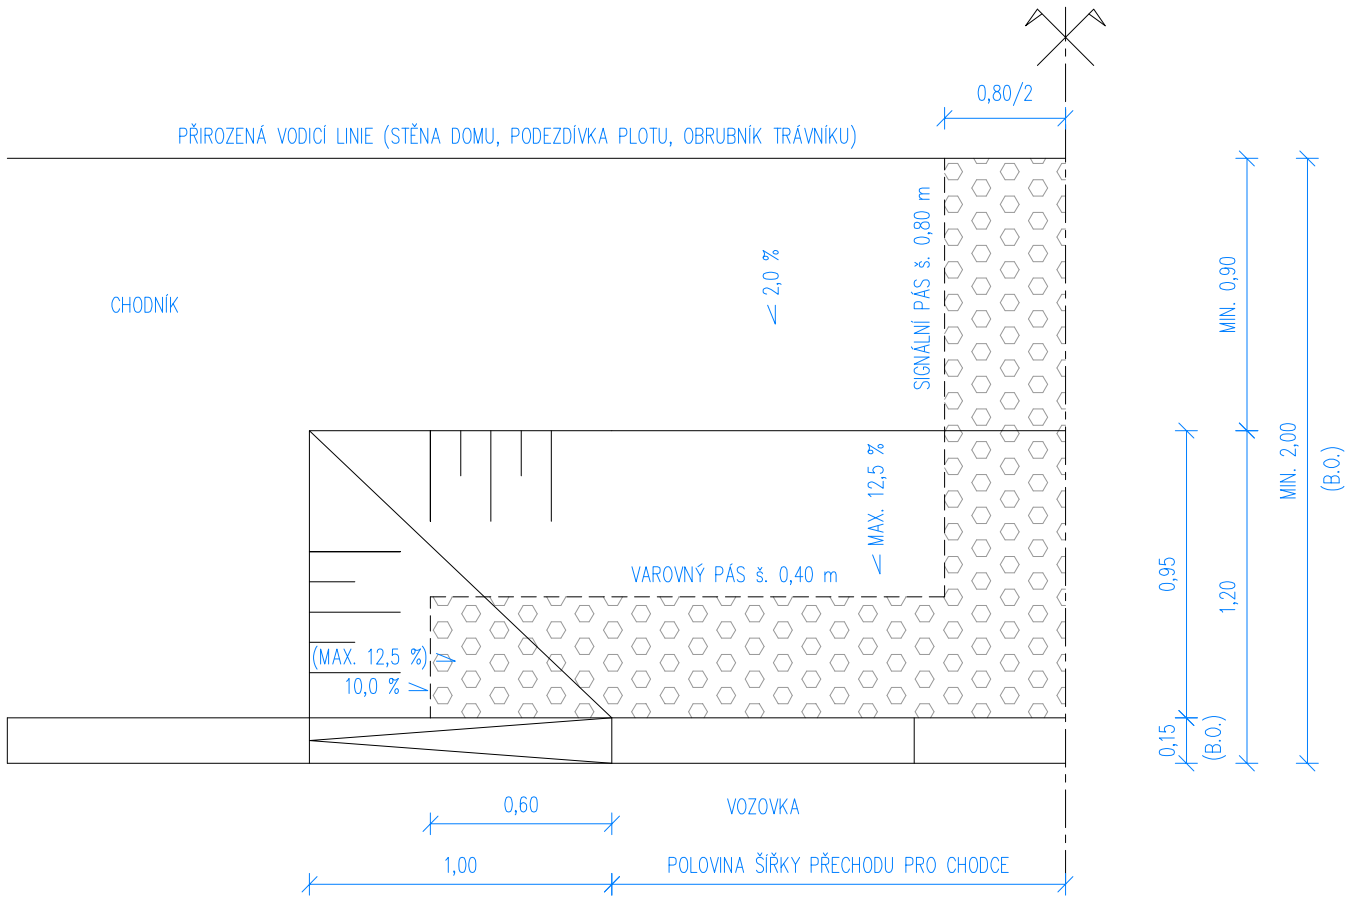 0,80/2
PŘIROZENÁ VODICÍ LINIE (STĚNA DOMU, PODEZDÍVKA PLOTU, OBRUBNÍK TRÁVNÍKU)
SIGNÁLNÍ PÁS š. 0,80 m
2,0 %
CHODNÍK
MIN. 0,90
MIN. 2,00
(B.O.)
MAX. 12,5 %
VAROVNÝ PÁS š. 0,40 m
0,95
1,20
(MAX. 12,5 %)
10,0 %
0,15
(B.O.)
0,60
VOZOVKA
1,00
POLOVINA ŠÍŘKY PŘECHODU PRO CHODCE